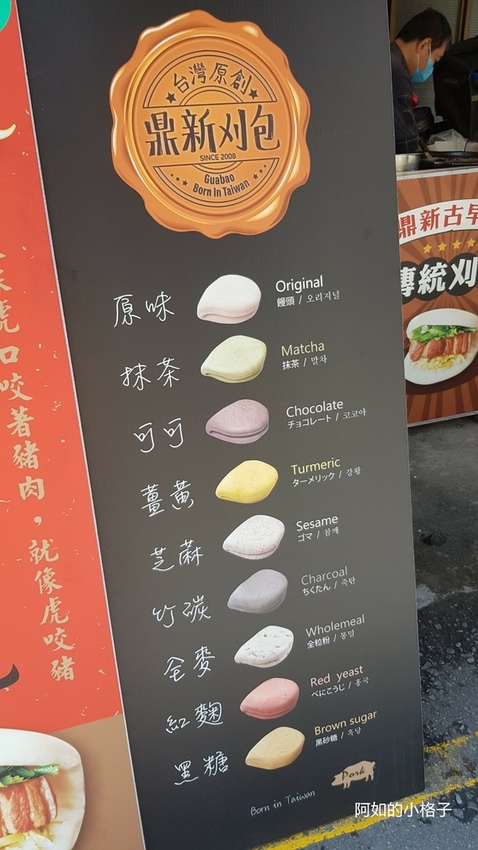 台灣原創
鼎新刈包
SINCE 2008
Guabao
Born In Taiwan
原味
Original
饅頭 / 오리지널
抹茶
Matcha
抹茶 / 말차
可可
Chocolate
チョコレート / 코코아
薑黃
Turmeric
ターメリック / 강황
芝蔴
Sesame
ゴマ / 참깨
竹碳
Charcoal
ちくたん / 죽탄
全麥
Wholemeal
全粒粉 / 통밀
紅麴
Red yeast
べにこうじ / 홍국
黑糖
Brown sugar
黒砂糖 / 흑당
Born in Taiwan
Pork
虎口咬著豬肉，就像虎咬豬
鼎新古早
傳統刈
阿如的小格子